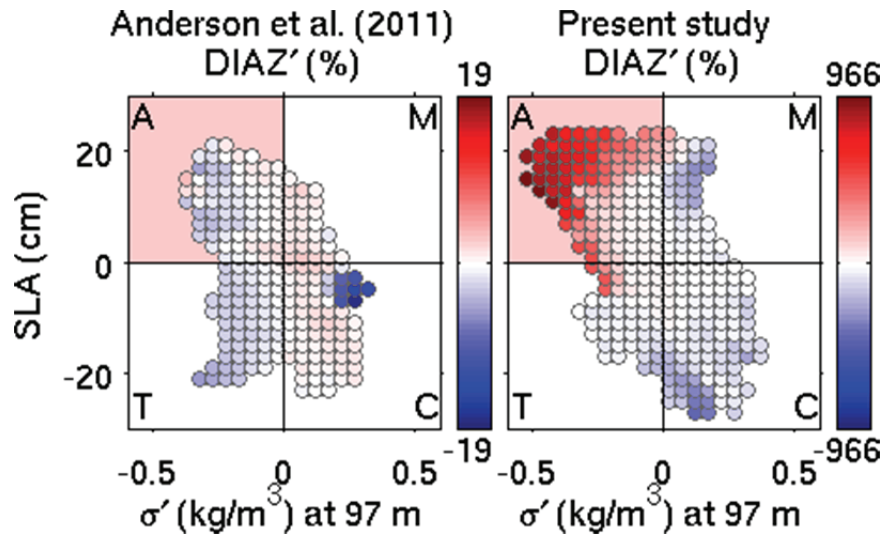 Anderson et al. (2011)
DIAZ′ (%)
Present study
DIAZ′ (%)
19
966
A
M
A
M
20
0
-20
SLA (cm)
T
C
T
C
-19
-966
-0.5
0
0.5
-0.5
0
0.5
σ′ (kg/m³) at 97 m
σ′ (kg/m³) at 97 m